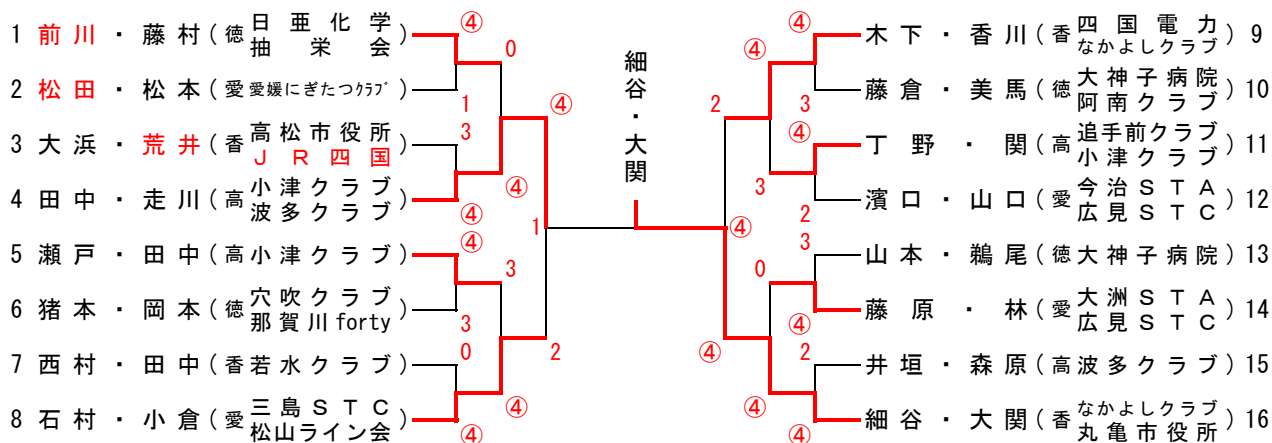 1 前川・藤村(徳 日亜化学 抽栄会) ④
0
2 松田・松本(愛 愛媛にぎたつクラブ) 1
④
3 大浜・荒井(香 高松市役所 JR四国) 3
④
4 田中・走川(高 小津クラブ 波多クラブ) ④
1
5 瀬戸・田中(高 小津クラブ) ④
3
6 猪本・岡本(徳 穴吹クラブ 那賀川forty) 3
2
7 西村・田中(香 若水クラブ) 0
④
8 石村・小倉(愛 三島STC 松山ライン会) ④
細谷・大関
④ 木下・香川(香 四国電力 なかよしクラブ) 9
④
3 藤倉・美馬(徳 大神子病院 阿南クラブ) 10
2
④ 丁野・関(高 追手前クラブ 小津クラブ) 11
3
2 濱口・山口(愛 今治STA 広見STC) 12
④
3 山本・鵜尾(徳 大神子病院) 13
0
④ 藤原・林(愛 大洲STA 広見STC) 14
④
2 井垣・森原(高 波多クラブ) 15
④
④ 細谷・大関(香 なかよしクラブ 丸亀市役所) 16